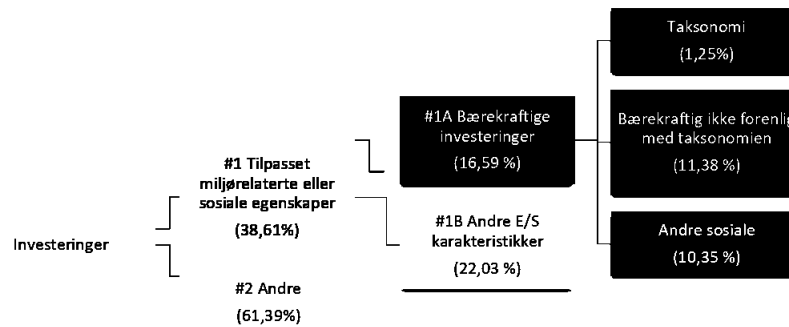 Investeringer
#1 Tilpasset
miljørelaterte eller
sosiale egenskaper
(38,61%)
#2 Andre
(61,39%)
#1A Bærekraftige
investeringer
(16,59 %)
#1B Andre E/S
karakteristikker
(22,03 %)
Taksonomi
(1,25%)
Bærekraftig ikke forenlig
med taksonomien
(11,38 %)
Andre sosiale
(10,35 %)